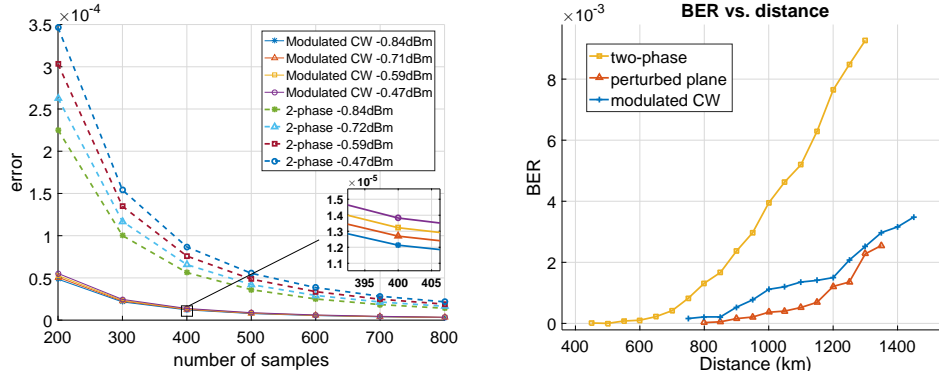 ×10-4
3.5
3
2.5
2
1.5
1
0.5
0
error
200 300 400 500 600 700 800
number of samples
Modulated CW -0.84dBm
Modulated CW -0.71dBm
Modulated CW -0.59dBm
Modulated CW -0.47dBm
2-phase -0.84dBm
2-phase -0.72dBm
2-phase -0.59dBm
2-phase -0.47dBm
×10-5
1.5
1.4
1.3
1.2
1.1
395 400 405
BER vs. distance
×10-3
8
6
4
2
0
BER
400 600 800 1000 1200 1400
Distance (km)
two-phase
perturbed plane
modulated CW